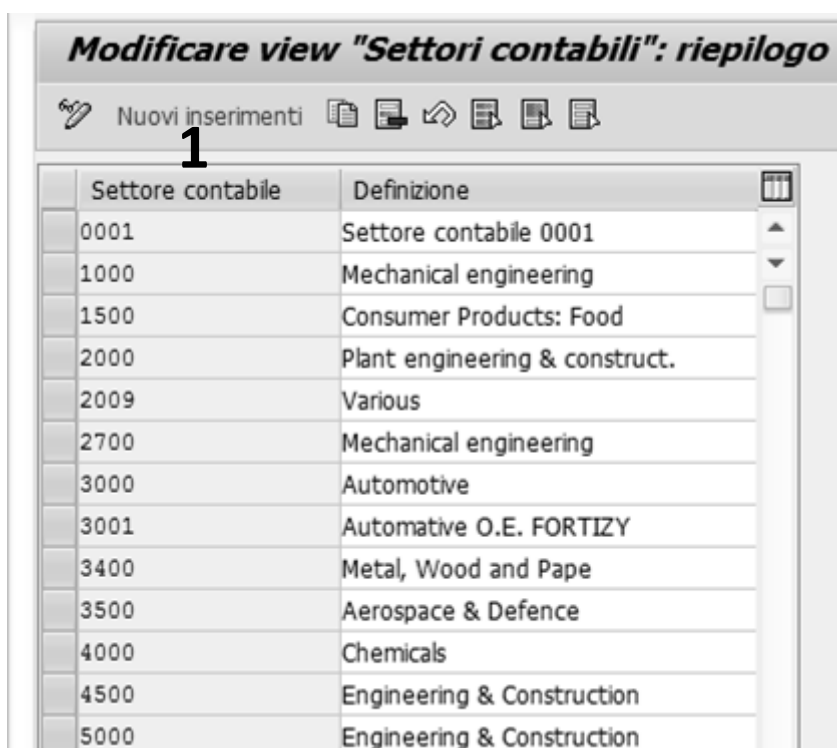 Modificare view "Settori contabili": riepilogo
Nuovi inserimenti
1
Settore contabile Definizione
0001 Settore contabile 0001
1000 Mechanical engineering
1500 Consumer Products: Food
2000 Plant engineering & construct.
2009 Various
2700 Mechanical engineering
3000 Automotive
3001 Automative O.E. FORTIZY
3400 Metal, Wood and Pape
3500 Aerospace & Defence
4000 Chemicals
4500 Engineering & Construction
5000 Engineering & Construction